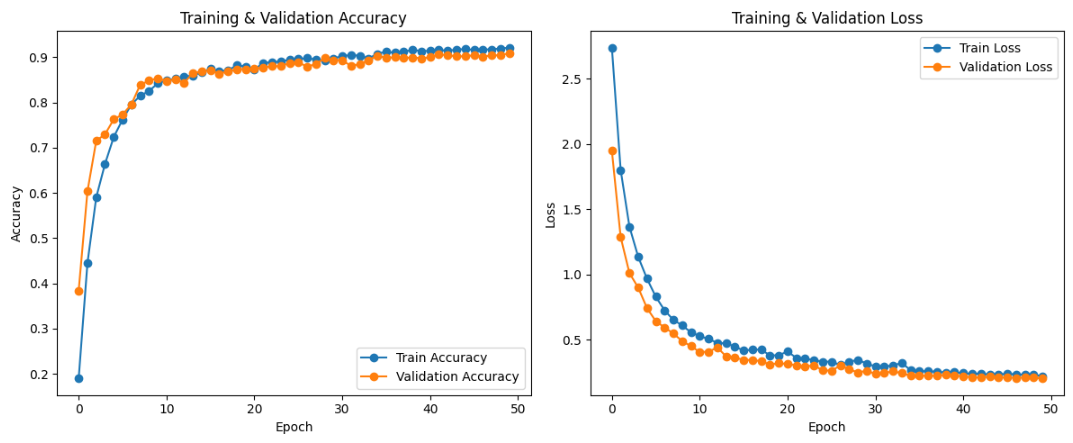 Training & Validation Accuracy
Accuracy
0.9
0.8
0.7
0.6
0.5
0.4
0.3
0.2
0 10 20 30 40 50
Epoch
Train Accuracy
Validation Accuracy
Training & Validation Loss
Loss
2.5
2.0
1.5
1.0
0.5
0 10 20 30 40 50
Epoch
Train Loss
Validation Loss